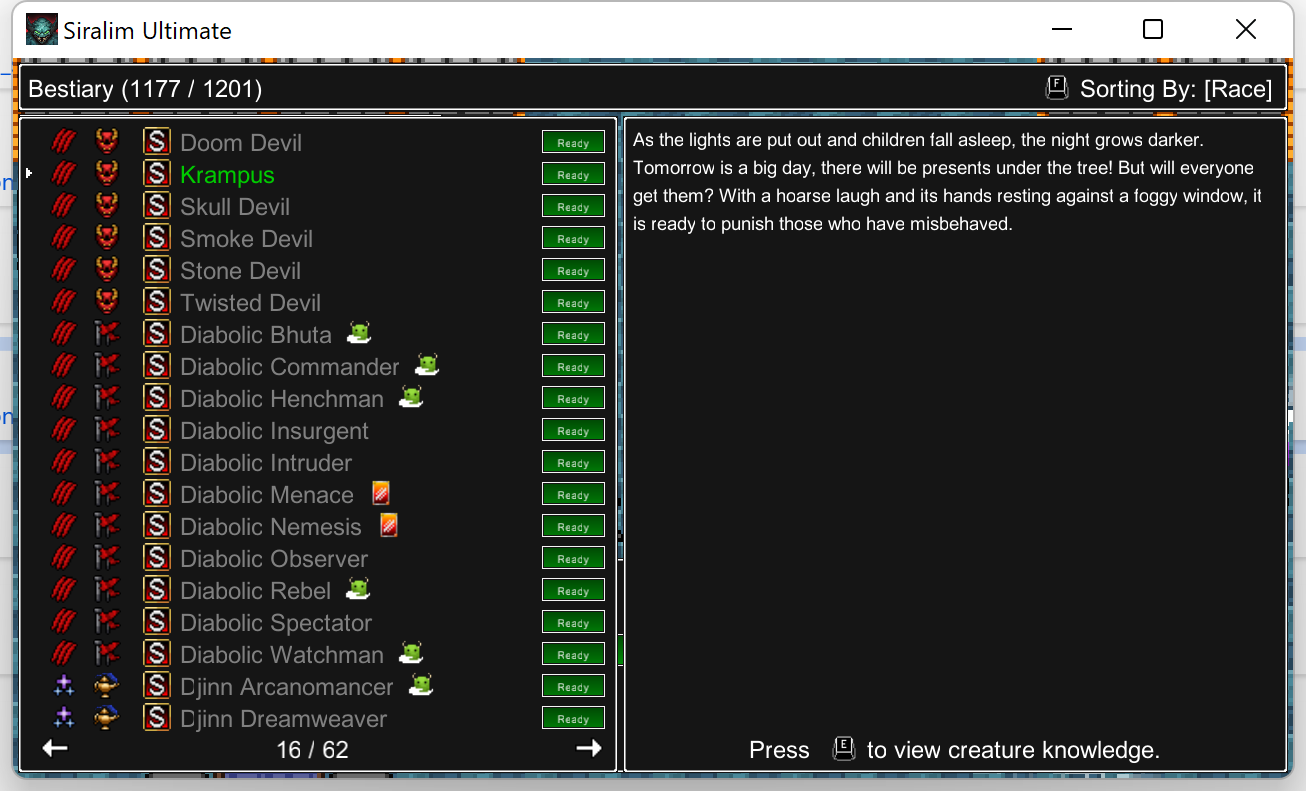 Siralim Ultimate
Bestiary (1177 / 1201)
F Sorting By: [Race]
S Doom Devil Ready
S Krampus Ready
S Skull Devil Ready
S Smoke Devil Ready
S Stone Devil Ready
S Twisted Devil Ready
S Diabolic Bhuta Ready
S Diabolic Commander Ready
S Diabolic Henchman Ready
S Diabolic Insurgent Ready
S Diabolic Intruder Ready
S Diabolic Menace Ready
S Diabolic Nemesis Ready
S Diabolic Observer Ready
S Diabolic Rebel Ready
S Diabolic Spectator Ready
S Diabolic Watchman Ready
S Djinn Arcanomancer Ready
S Djinn Dreamweaver Ready
16 / 62
As the lights are put out and children fall asleep, the night grows darker.
Tomorrow is a big day, there will be presents under the tree! But will everyone
get them? With a hoarse laugh and its hands resting against a foggy window, it
is ready to punish those who have misbehaved.
Press E to view creature knowledge.